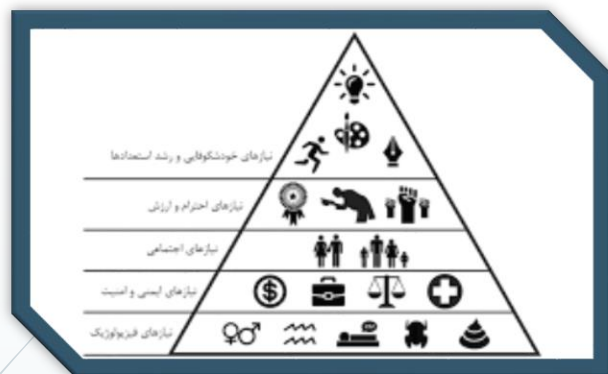 نیازهای خودشکوفایی و رشد استعدادها
نیازهای احترام و ارزش
نیازهای اجتماعی
نیازهای ایمنی و امنیت
نیازهای فیزیولوژیک